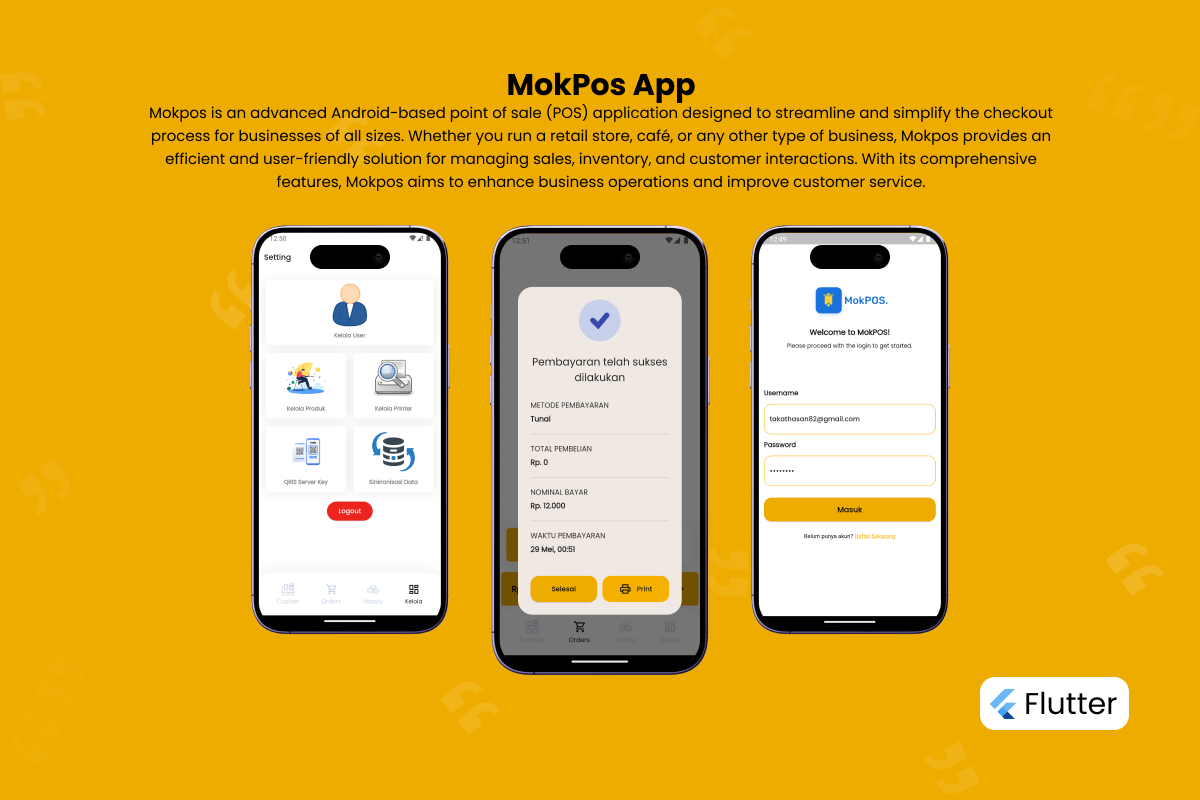 MokPos App
Mokpos is an advanced Android-based point of sale (POS) application designed to streamline and simplify the checkout
process for businesses of all sizes. Whether you run a retail store, café, or any other type of business, Mokpos provides an
efficient and user-friendly solution for managing sales, inventory, and customer interactions. With its comprehensive
features, Mokpos aims to enhance business operations and improve customer service.
12:50
Setting
Kelola User
Kelola Produk
Kelola Printer
QRIS Server Key
Sinkronisasi Data
Logout
Cashier
Orders
History
Kelola
12:51
Pembayaran telah sukses
dilakukan
METODE PEMBAYARAN
Tunai
TOTAL PEMBELIAN
Rp. 0
NOMINAL BAYAR
Rp. 12.000
WAKTU PEMBAYARAN
29 Mei, 00:51
Selesai
Print
Cashier
Orders
History
Kelola
12:49
MokPOS.
Welcome to MokPOS!
Please proceed with the login to get started.
Username
takathasan82@gmail.com
Password
••••••••
Masuk
Belum punya akun? Daftar Sekarang
Flutter